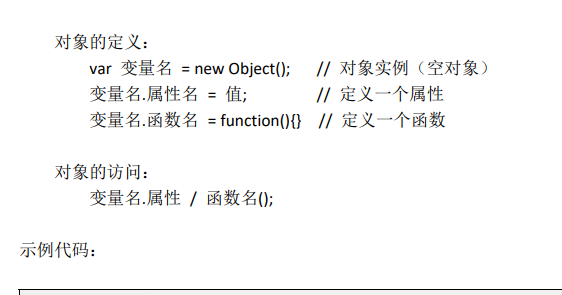 对象的定义：
var 变量名 = new Object(); // 对象实例（空对象）
变量名.属性名 = 值; // 定义一个属性
变量名.函数名 = function(){} // 定义一个函数
对象的访问：
变量名.属性 / 函数名();
示例代码：